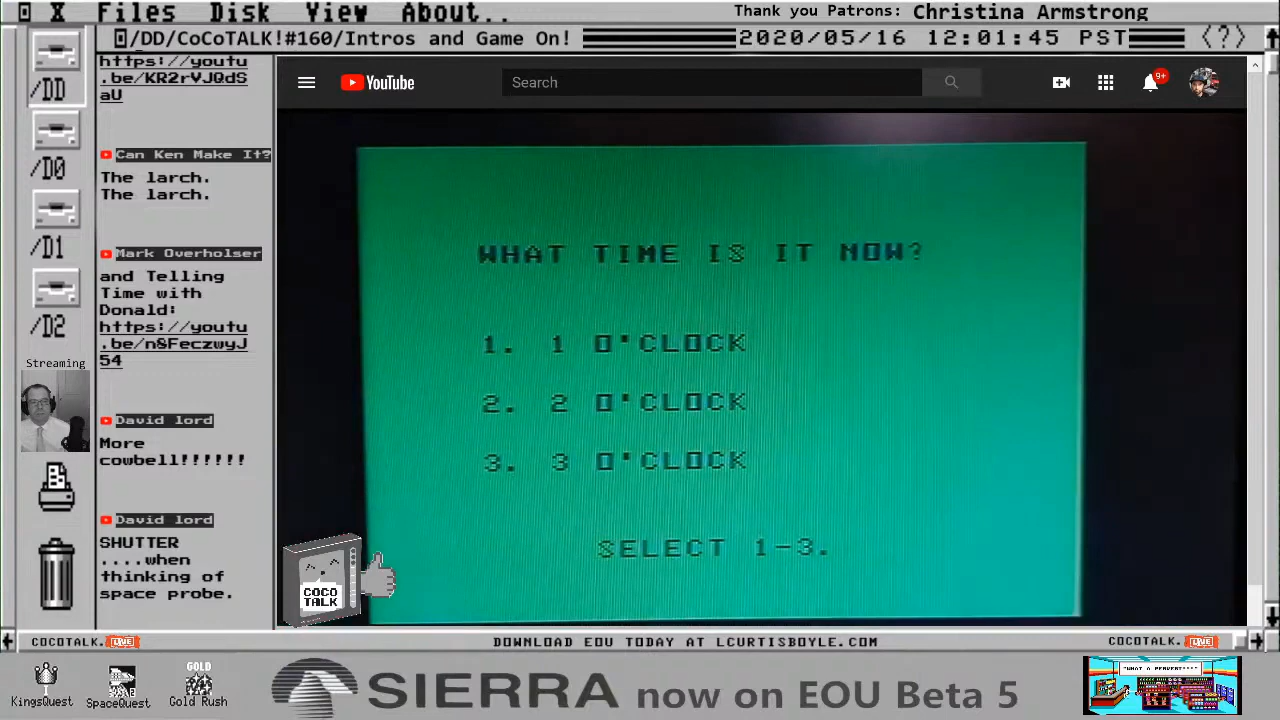 X Files Disk View About..
Thank you Patrons: Christina Armstrong
/DD/CoCoTALK!#160/Intros and Game On!
2020/05/16 12:01:45 PST
(?)
/DD
/D0
/D1
/D2
Streaming
https://youtu
.be/KR2rVJQdS
aU
Can Ken Make It?
The larch.
The larch.
Mark Overholser
and Telling
Time with
Donald:
https://youtu
.be/n8FeczwyJ
54
David lord
More
cowbell!!!!!!
David lord
SHUTTER
....when
thinking of
space probe.
YouTube
Search
9+
WHAT TIME IS IT NOW?
1. 1 O'CLOCK
2. 2 O'CLOCK
3. 3 O'CLOCK
SELECT 1-3.
COCO
TALK
COCOTALK.LIVE
DOWNLOAD EOU TODAY AT LCURTISBOYLE.COM
COCOTALK.LIVE
KingsQuest
SpaceQuest
GOLD
Gold Rush
SIERRA now on EOU Beta 5
"WHAT A PERVERT!!!"